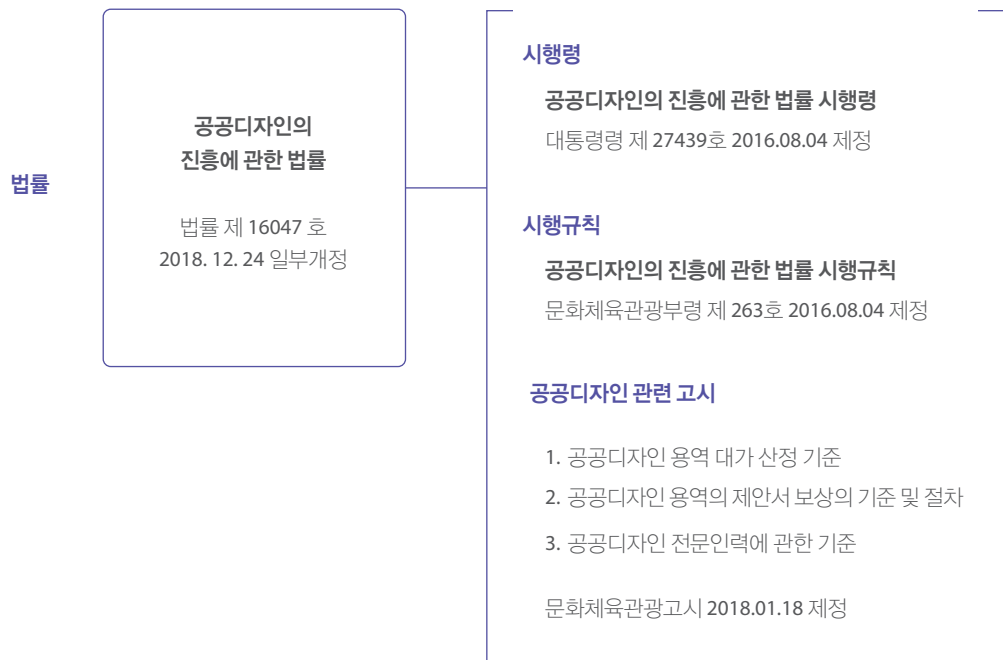 법률
공공디자인의
진흥에 관한 법률
법률 제 16047 호
2018. 12. 24 일부개정
시행령
공공디자인의 진흥에 관한 법률 시행령
대통령령 제 27439호 2016.08.04 제정
시행규칙
공공디자인의 진흥에 관한 법률 시행규칙
문화체육관광부령 제 263호 2016.08.04 제정
공공디자인 관련 고시
1. 공공디자인 용역 대가 산정 기준
2. 공공디자인 용역의 제안서 보상의 기준 및 절차
3. 공공디자인 전문인력에 관한 기준
문화체육관광고시 2018.01.18 제정